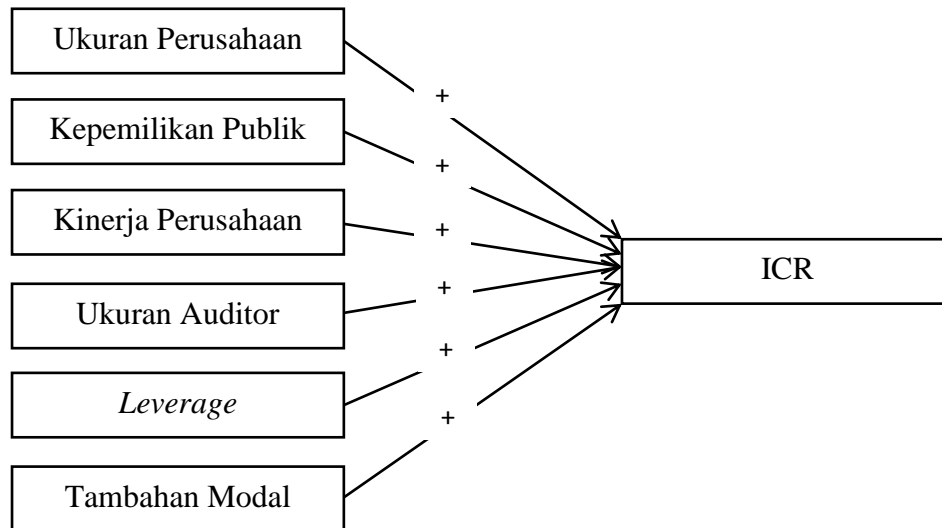 Ukuran Perusahaan
+
Kepemilikan Publik
+
Kinerja Perusahaan
+
ICR
Ukuran Auditor
+
Leverage
+
Tambahan Modal
+